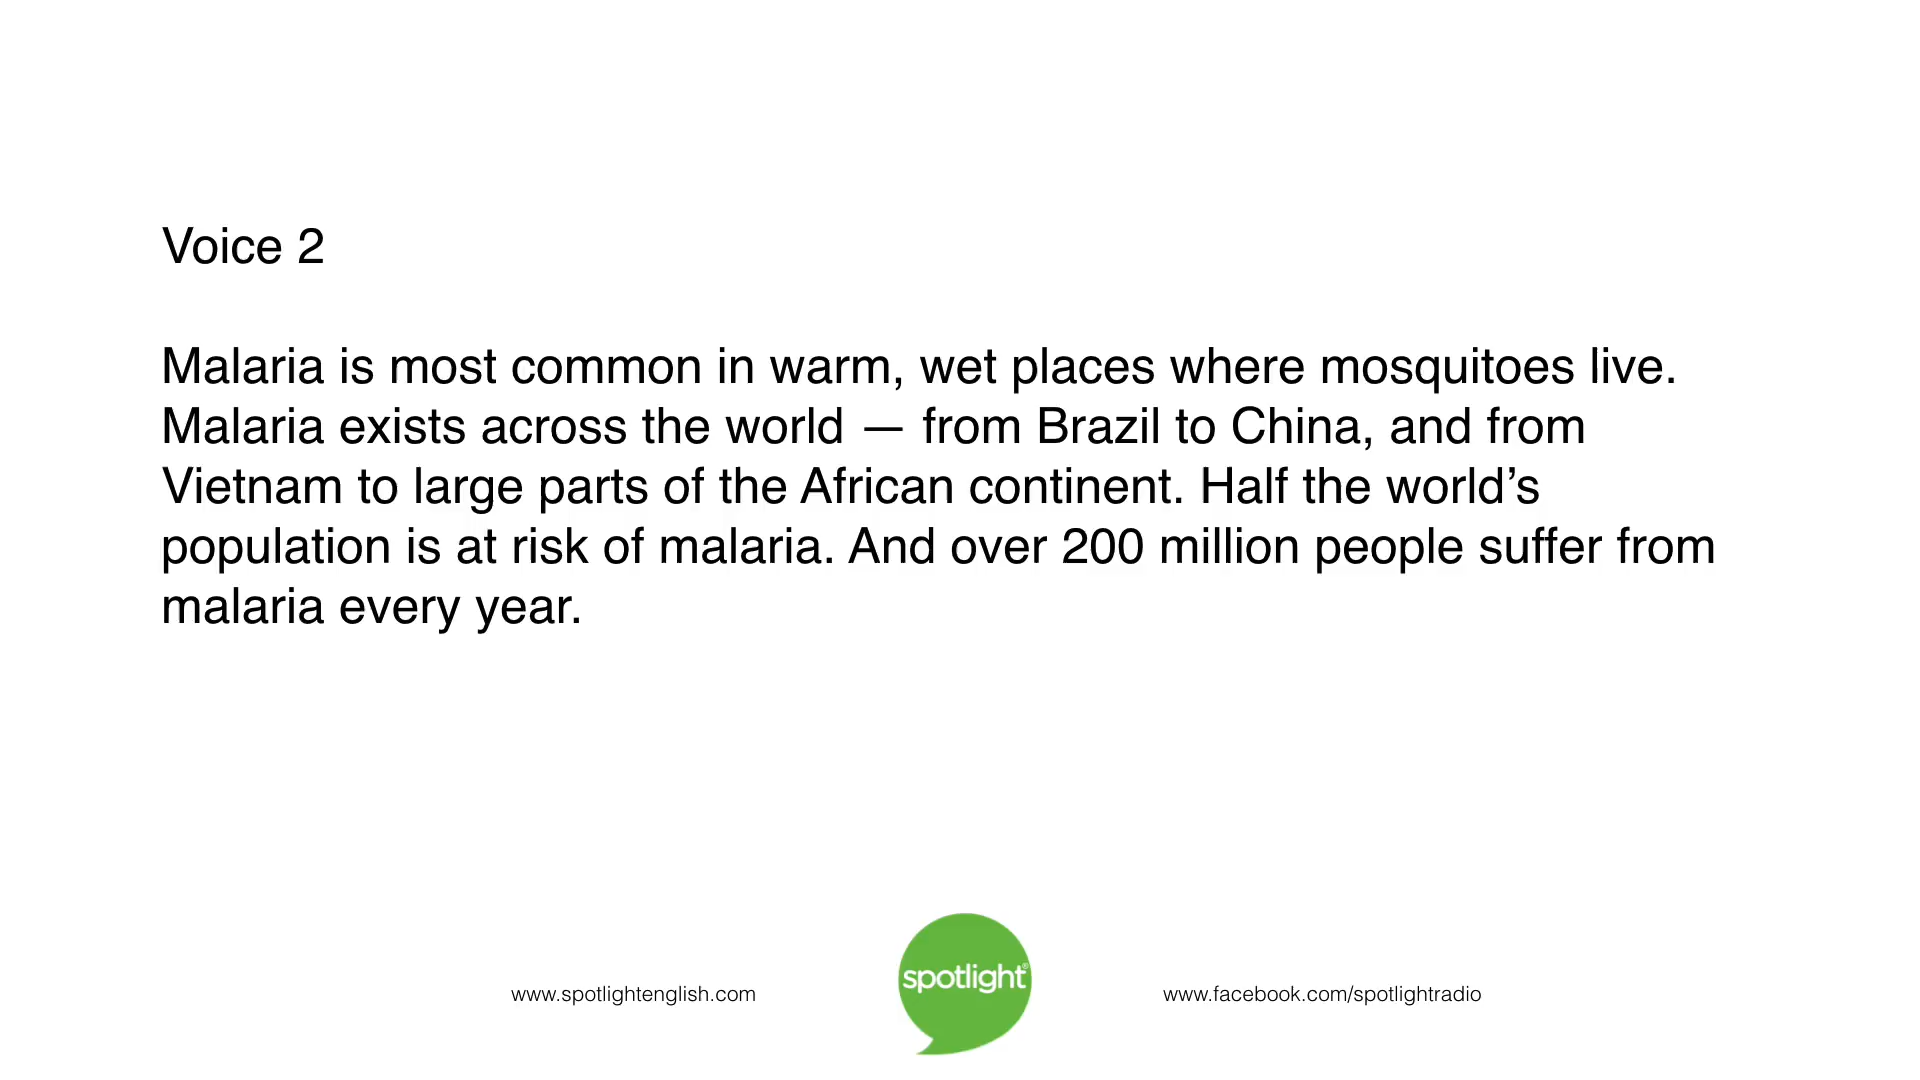 Voice 2
Malaria is most common in warm, wet places where mosquitoes live.
Malaria exists across the world — from Brazil to China, and from
Vietnam to large parts of the African continent. Half the world’s
population is at risk of malaria. And over 200 million people suffer from
malaria every year.
www.spotlightenglish.com
spotlight®
www.facebook.com/spotlightradio